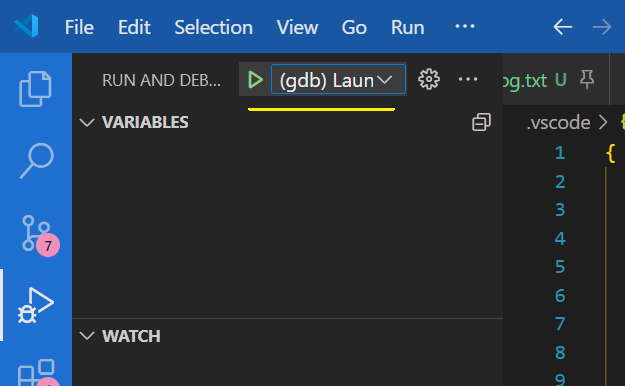 File Edit Selection View Go Run ...
RUN AND DEB... (gdb) Laun ...
og.txt U
VARIABLES
.vscode > {
1 {
2
3
4
5
6
7
7
8
WATCH
9